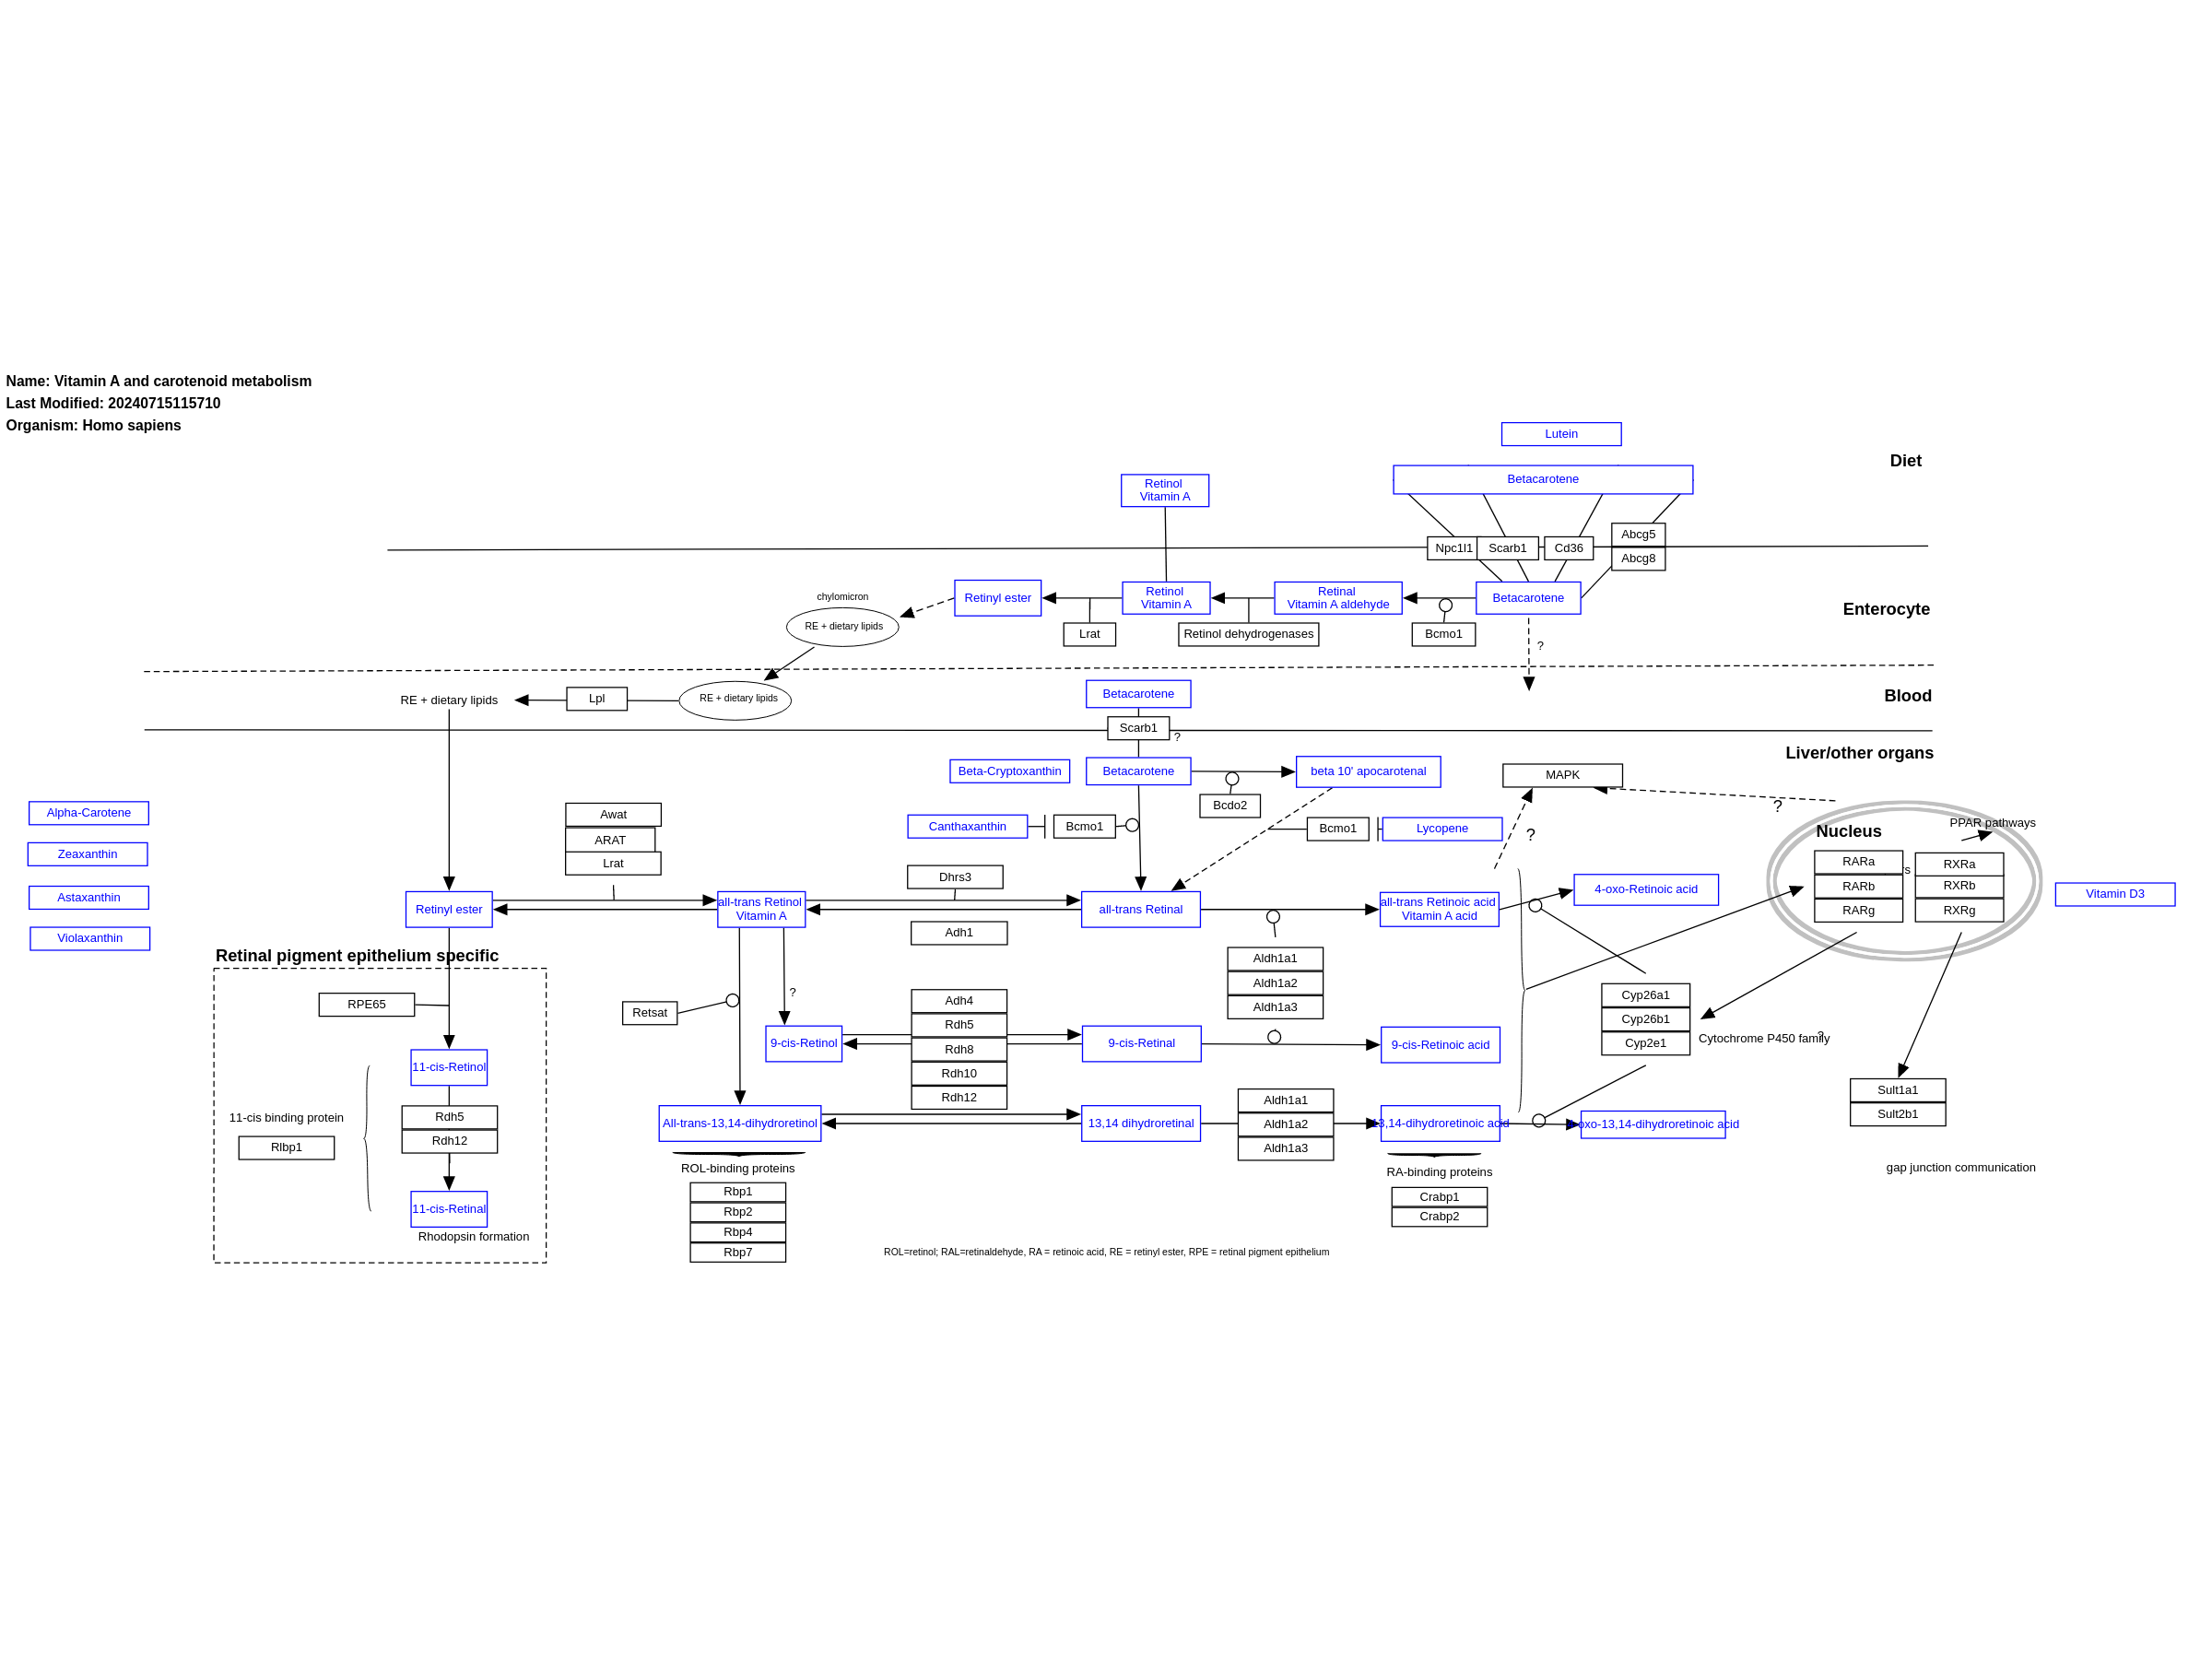 Name: Vitamin A and carotenoid metabolism
Last Modified: 20240715115710
Organism: Homo sapiens
Lutein
Diet
Betacarotene
Retinol
Vitamin A
Abcg5
Npc1l1
Scarb1
Cd36
Abcg8
Retinyl ester
Retinol
Vitamin A
Retinal
Vitamin A aldehyde
Betacarotene
Enterocyte
chylomicron
RE + dietary lipids
Lrat
Retinol dehydrogenases
Bcmo1
?
RE + dietary lipids
Lpl
RE + dietary lipids
Betacarotene
Blood
Scarb1
?
Liver/other organs
Beta-Cryptoxanthin
Betacarotene
beta 10' apocarotenal
MAPK
Bcdo2
?
Alpha-Carotene
Awat
Canthaxanthin
Bcmo1
Bcmo1
Lycopene
?
Nucleus
PPAR pathways
ARAT
Zeaxanthin
Lrat
Dhrs3
RARa
rs
RXRa
RARb
RXRb
RARg
RXRg
Astaxanthin
Retinyl ester
all-trans Retinol
Vitamin A
all-trans Retinal
all-trans Retinoic acid
Vitamin A acid
4-oxo-Retinoic acid
Vitamin D3
Violaxanthin
Adh1
Retinal pigment epithelium specific
Aldh1a1
Aldh1a2
Aldh1a3
RPE65
Retsat
?
Adh4
Rdh5
Rdh8
Rdh10
Rdh12
Cyp26a1
Cyp26b1
Cyp2e1
Cytochrome P450 family
?
9-cis-Retinol
9-cis-Retinal
9-cis-Retinoic acid
11-cis-Retinol
Sult1a1
Sult2b1
11-cis binding protein
Rlbp1
Rdh5
Rdh12
All-trans-13,14-dihydroretinol
13,14 dihydroretinal
Aldh1a1
Aldh1a2
Aldh1a3
13,14-dihydroretinoic acid
oxo-13,14-dihydroretinoic acid
ROL-binding proteins
RA-binding proteins
gap junction communication
Rbp1
Rbp2
Rbp4
Rbp7
Crabp1
Crabp2
11-cis-Retinal
Rhodopsin formation
ROL=retinol; RAL=retinaldehyde, RA = retinoic acid, RE = retinyl ester, RPE = retinal pigment epithelium